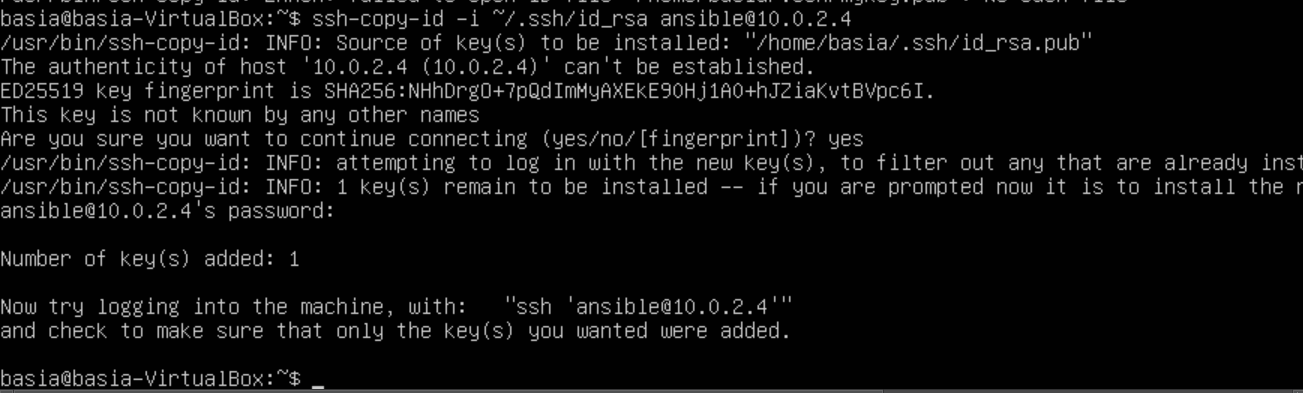 basia@basia-VirtualBox:~$ ssh-copy-id -i ~/.ssh/id_rsa ansible@10.0.2.4
/usr/bin/ssh-copy-id: INFO: Source of key(s) to be installed: "/home/basia/.ssh/id_rsa.pub"
The authenticity of host '10.0.2.4 (10.0.2.4)' can't be established.
ED25519 key fingerprint is SHA256:NHhDrgO+7pQdImMyAXEkE9OHj1A0+hJZiaKvtBVpc6I.
This key is not known by any other names
Are you sure you want to continue connecting (yes/no/[fingerprint])? yes
/usr/bin/ssh-copy-id: INFO: attempting to log in with the new key(s), to filter out any that are already inst
/usr/bin/ssh-copy-id: INFO: 1 key(s) remain to be installed -- if you are prompted now it is to install the
ansible@10.0.2.4's password:
Number of key(s) added: 1
Now try logging into the machine, with:   "ssh 'ansible@10.0.2.4'"
and check to make sure that only the key(s) you wanted were added.
basia@basia-VirtualBox:~$ _